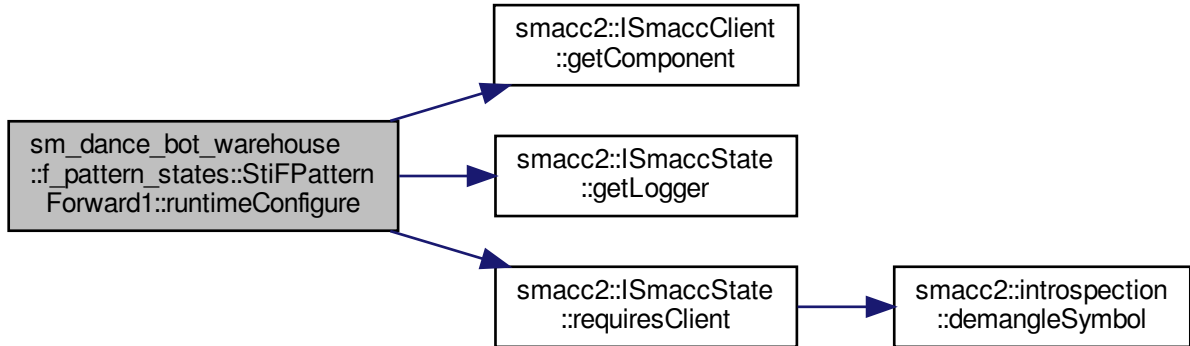 smacc2::ISmaccClient
::getComponent
sm_dance_bot_warehouse
::f_pattern_states::StiFPattern
Forward1::runtimeConfigure
smacc2::ISmaccState
::getLogger
smacc2::ISmaccState
::requiresClient
smacc2::introspection
::demangleSymbol